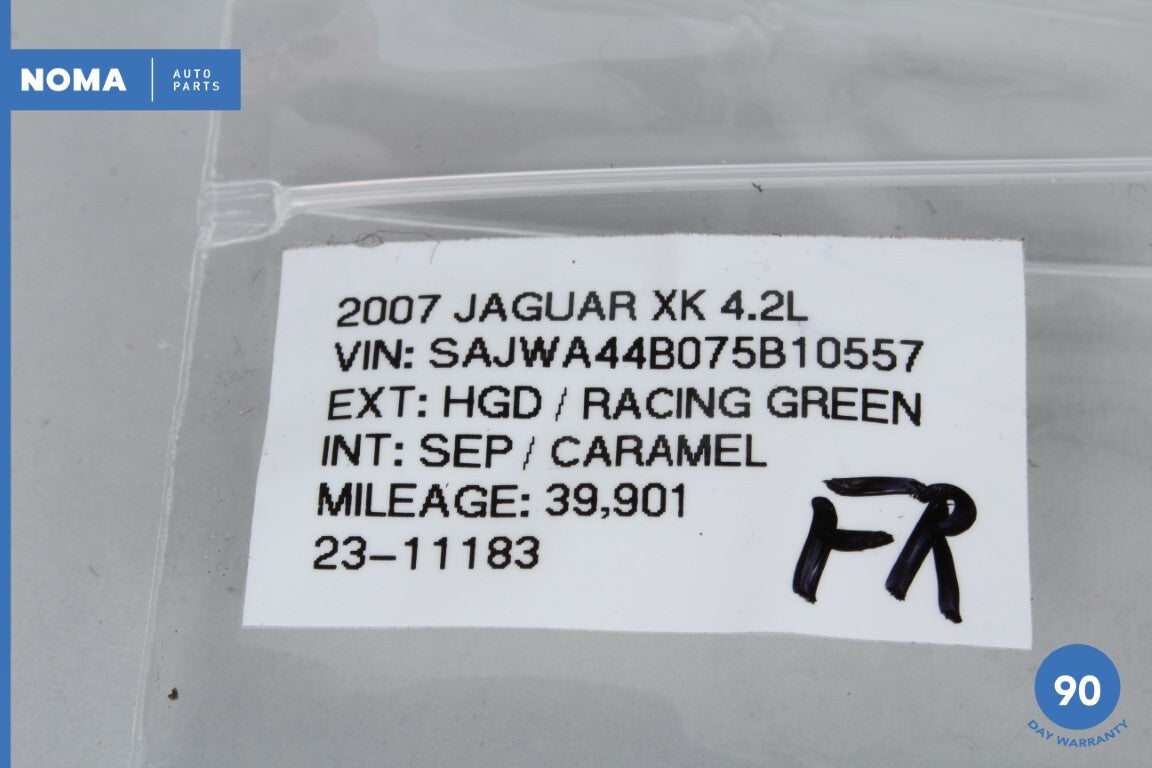 NOMA
AUTO
PARTS
2007 JAGUAR XK 4.2L
VIN: SAJWA44B075B10557
EXT: HGD / RACING GREEN
INT: SEP / CARAMEL
MILEAGE: 39,901
23-11183
FR
90
DAY WARRANTY